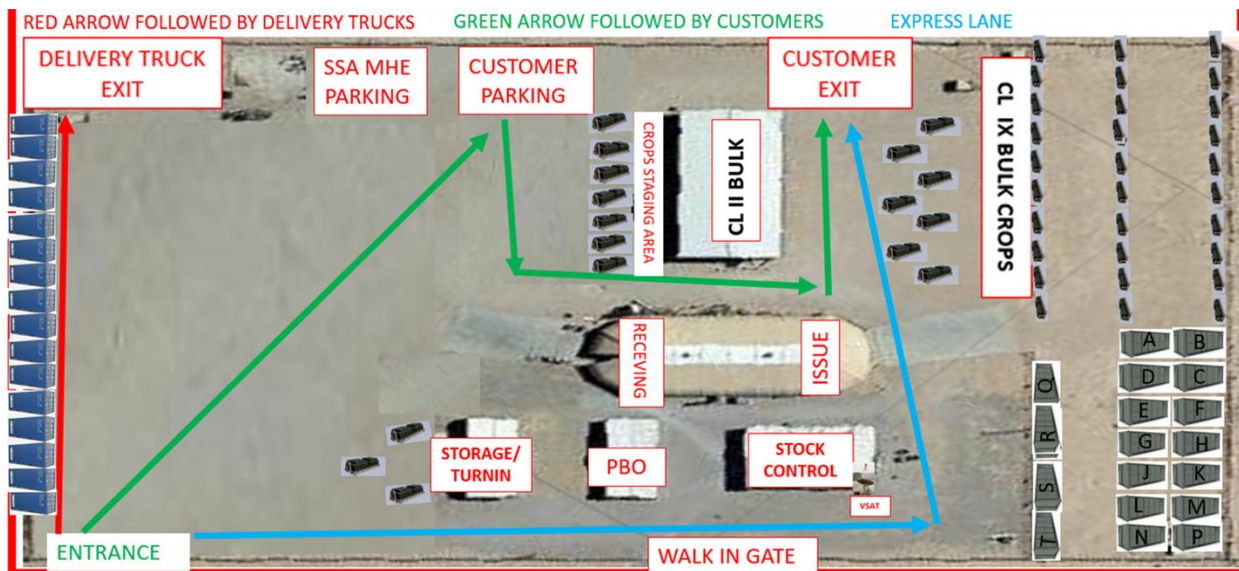 RED ARROW FOLLOWED BY DELIVERY TRUCKS
GREEN ARROW FOLLOWED BY CUSTOMERS
EXPRESS LANE
DELIVERY TRUCK
EXIT
SSA MHE
PARKING
CUSTOMER
PARKING
CUSTOMER
EXIT
CROPS STAGING AREA
CL II BULK
CL IX BULK CROPS
RECEVING
ISSUE
A
B
D
C
E
F
G
H
J
K
L
M
N
P
Q
R
S
T
STORAGE/
TURNIN
PBO
STOCK
CONTROL
VSAT
ENTRANCE
WALK IN GATE